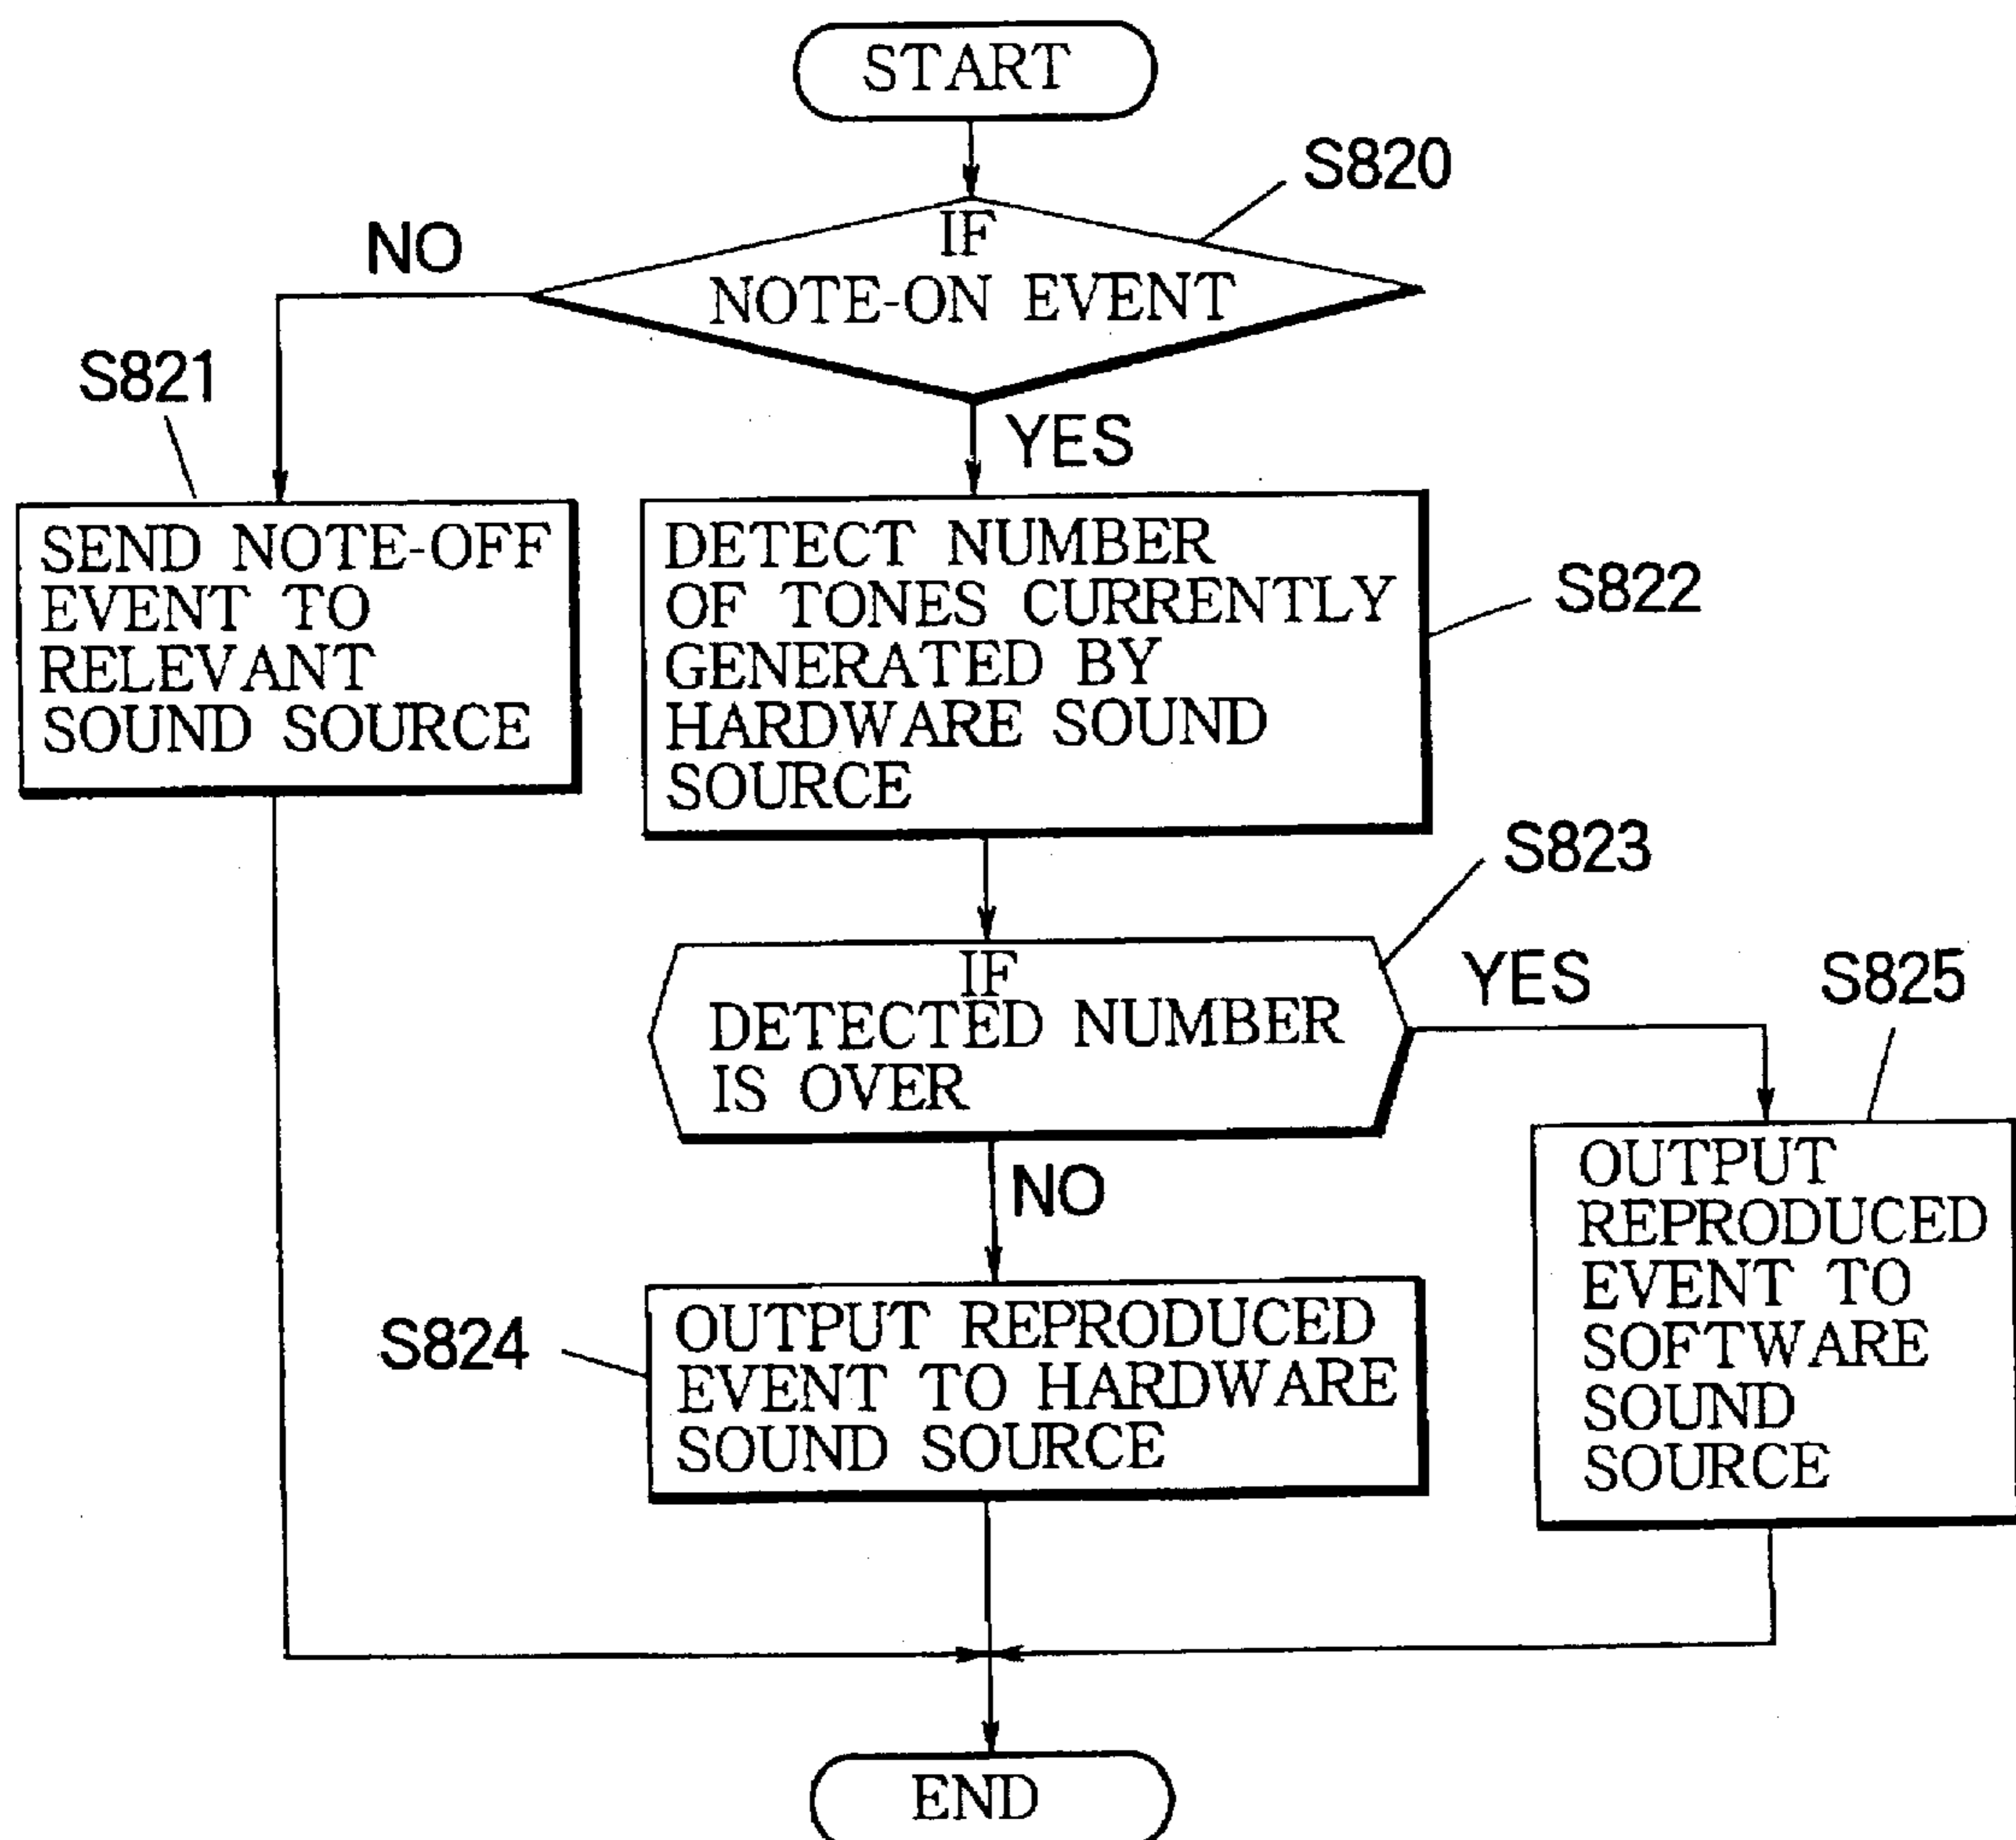 START
S820
IF
NOTE-ON EVENT
NO
YES
S821
SEND NOTE-OFF
EVENT TO
RELEVANT
SOUND SOURCE
DETECT NUMBER
OF TONES CURRENTLY
GENERATED BY
HARDWARE SOUND
SOURCE
S822
S823
IF
DETECTED NUMBER
IS OVER
YES
S825
NO
OUTPUT
REPRODUCED
EVENT TO
SOFTWARE
SOUND
SOURCE
S824
OUTPUT REPRODUCED
EVENT TO HARDWARE
SOUND SOURCE
END